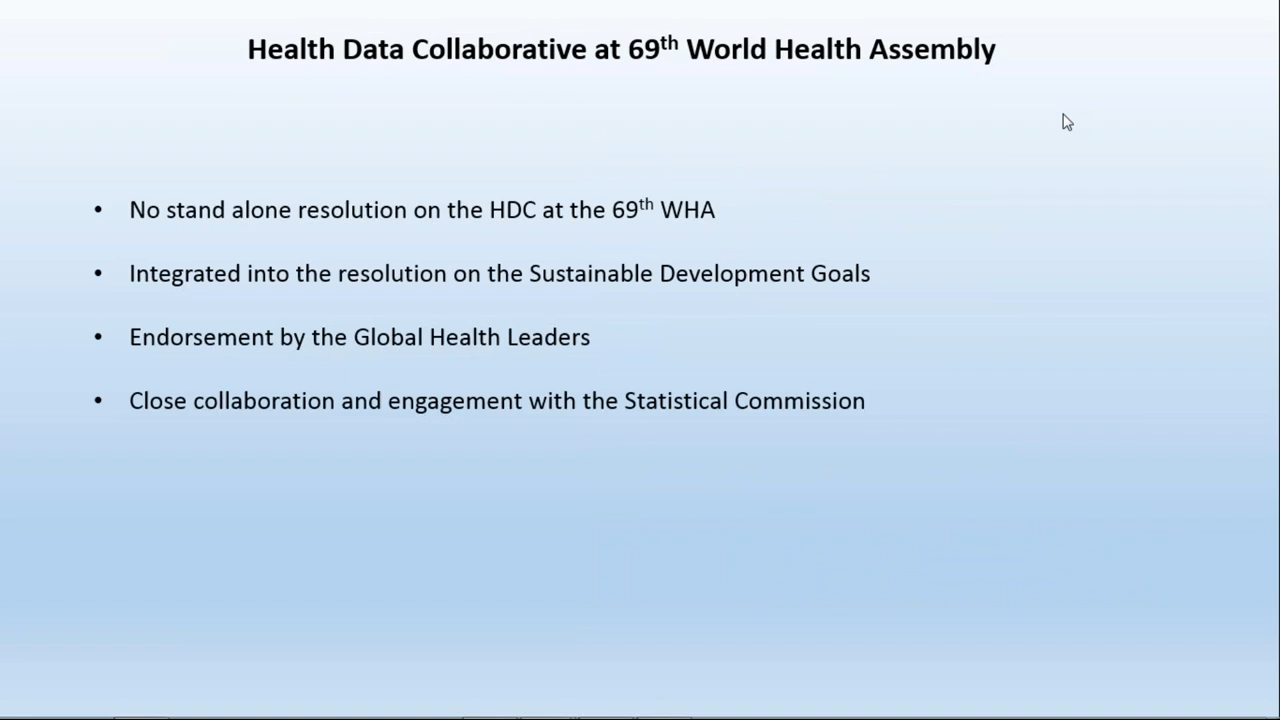 Health Data Collaborative at 69th World Health Assembly
• No stand alone resolution on the HDC at the 69th WHA
• Integrated into the resolution on the Sustainable Development Goals
• Endorsement by the Global Health Leaders
• Close collaboration and engagement with the Statistical Commission